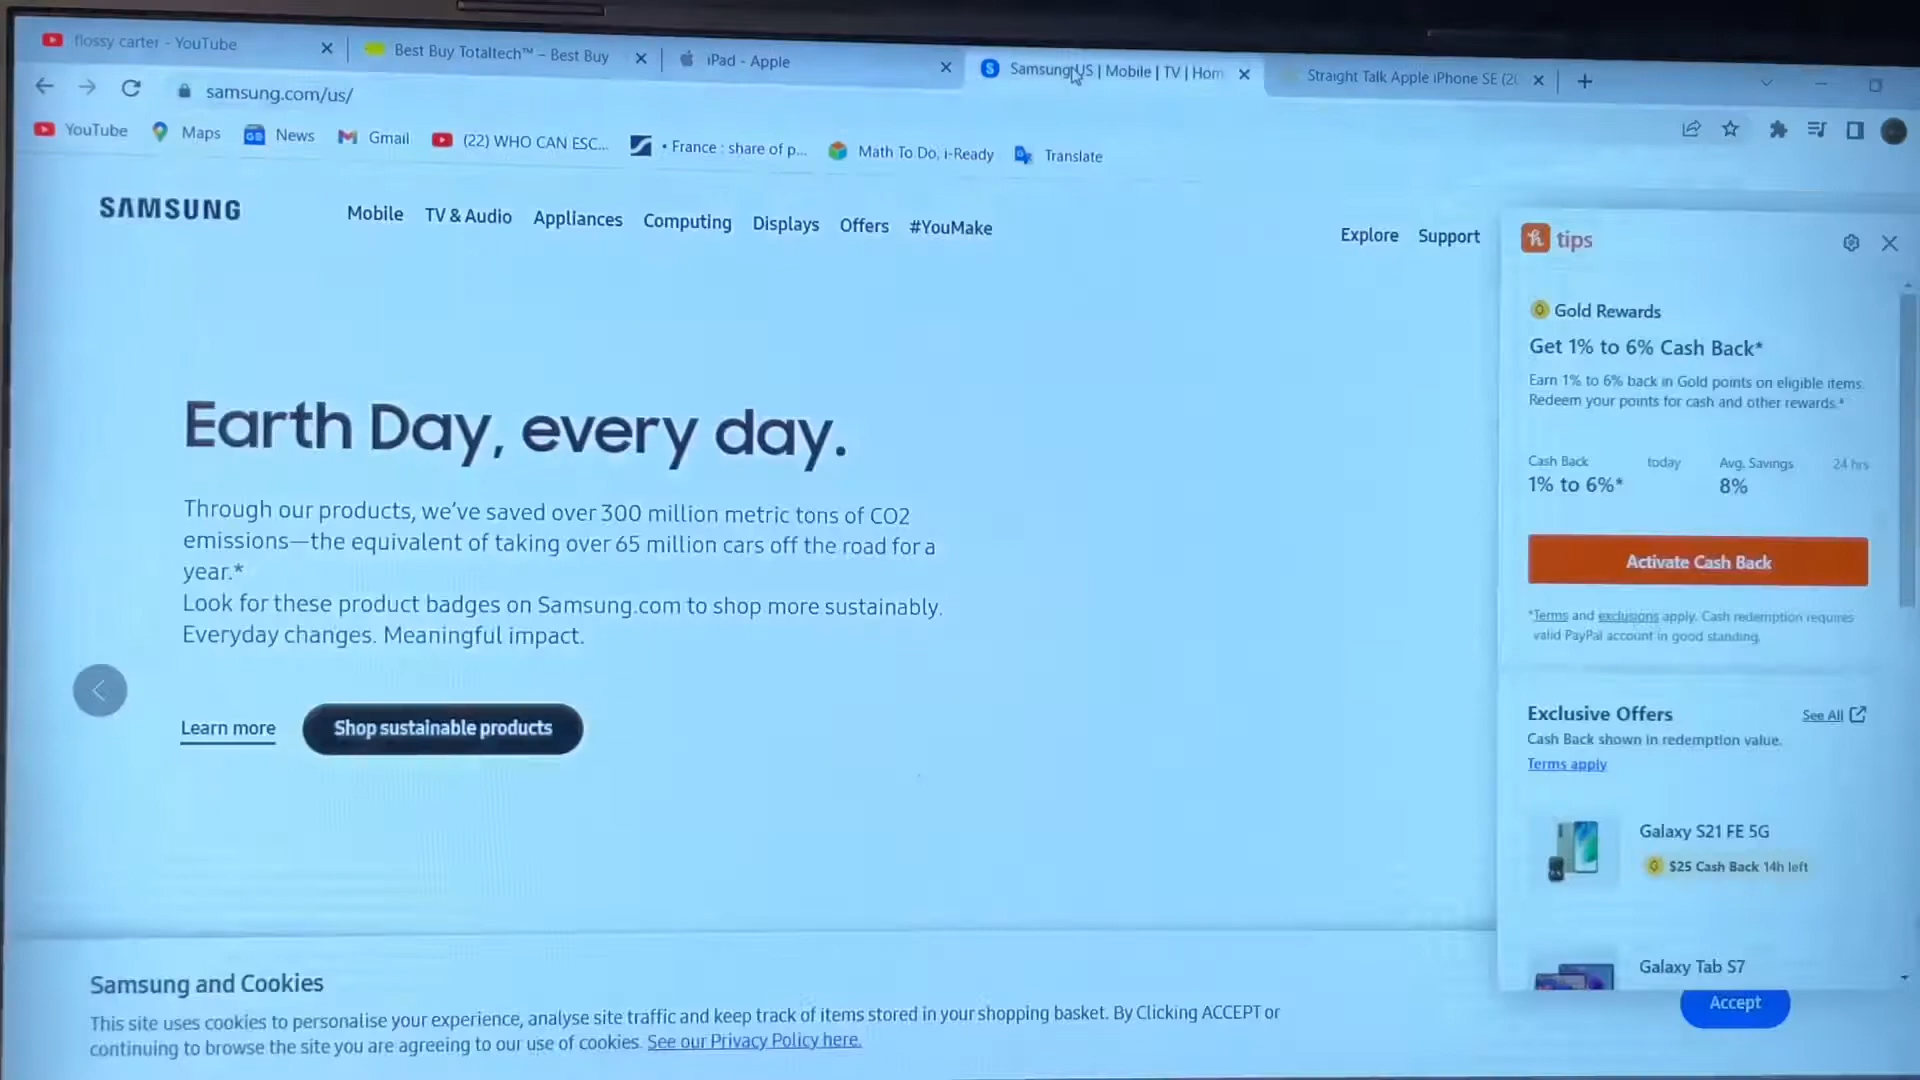 flossy carter - YouTube
Best Buy Totaltech™ – Best Buy
iPad - Apple
Samsung US | Mobile | TV | Hom
Straight Talk Apple iPhone SE (20
samsung.com/us/
YouTube
Maps
News
Gmail
(22) WHO CAN ESC...
• France : share of p...
Math To Do, i-Ready
Translate
SAMSUNG
Mobile
TV & Audio
Appliances
Computing
Displays
Offers
#YouMake
Explore
Support
Earth Day, every day.
Through our products, we've saved over 300 million metric tons of CO2
emissions—the equivalent of taking over 65 million cars off the road for a
year.*
Look for these product badges on Samsung.com to shop more sustainably.
Everyday changes. Meaningful impact.
Learn more
Shop sustainable products
h tips
Gold Rewards
Get 1% to 6% Cash Back*
Earn 1% to 6% back in Gold points on eligible items.
Redeem your points for cash and other rewards.*
Cash Back today Avg. Savings 24 hrs
1% to 6%* 8%
Activate Cash Back
*Terms and exclusions apply. Cash redemption requires
valid PayPal account in good standing.
Exclusive Offers
See All
Cash Back shown in redemption value.
Terms apply
Galaxy S21 FE 5G
$25 Cash Back 14h left
Galaxy Tab S7
Samsung and Cookies
This site uses cookies to personalise your experience, analyse site traffic and keep track of items stored in your shopping basket. By Clicking ACCEPT or
continuing to browse the site you are agreeing to our use of cookies. See our Privacy Policy here.
Accept